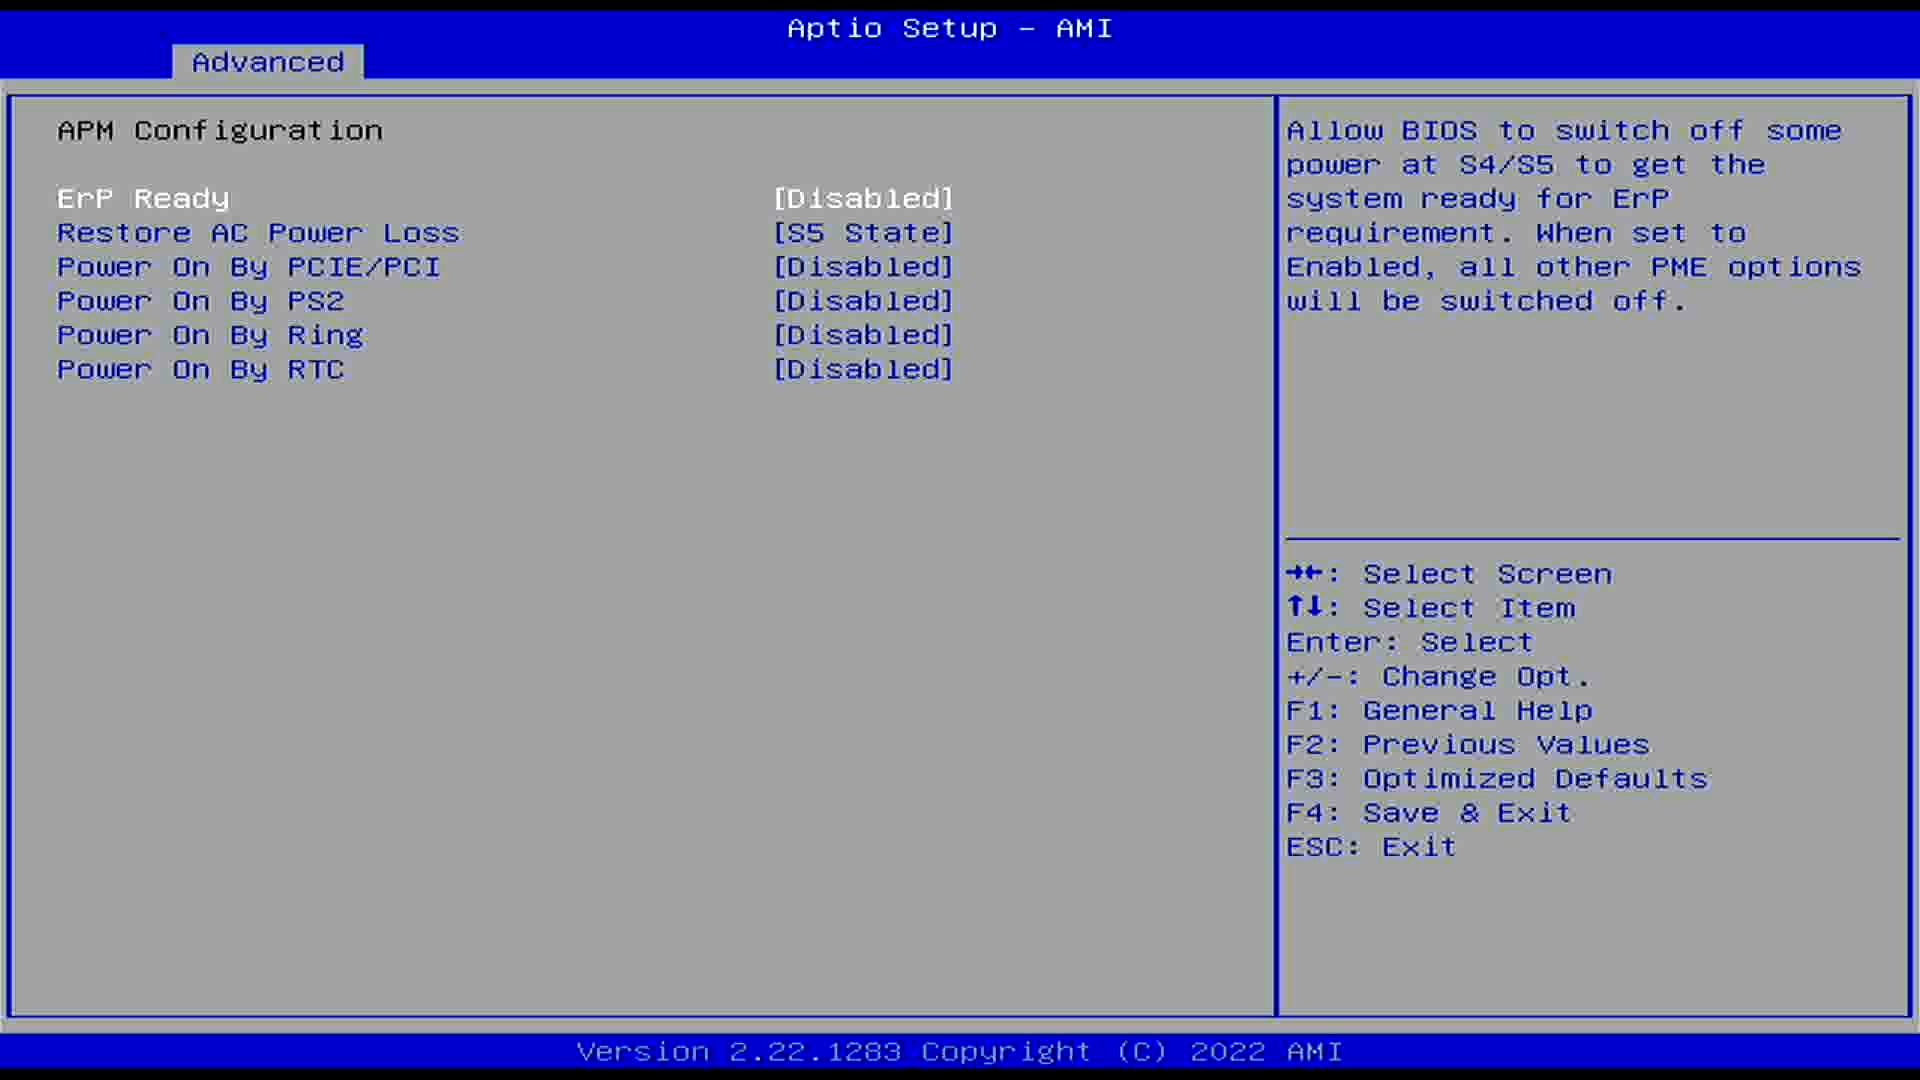 Aptio Setup - AMI
Advanced
APM Configuration
ErP Ready [Disabled]
Restore AC Power Loss [S5 State]
Power On By PCIE/PCI [Disabled]
Power On By PS2 [Disabled]
Power On By Ring [Disabled]
Power On By RTC [Disabled]
Allow BIOS to switch off some
power at S4/S5 to get the
system ready for ErP
requirement. When set to
Enabled, all other PME options
will be switched off.
→←: Select Screen
↑↓: Select Item
Enter: Select
+/-: Change Opt.
F1: General Help
F2: Previous Values
F3: Optimized Defaults
F4: Save & Exit
ESC: Exit
Version 2.22.1283 Copyright (C) 2022 AMI